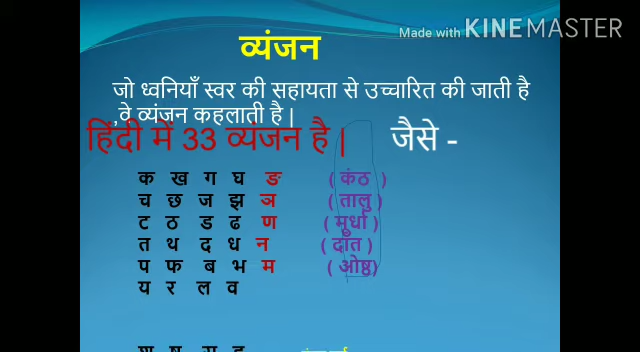 Made with KINEMASTER
व्यंजन
जो ध्वनियाँ स्वर की सहायता से उच्चारित की जाती है
,वे व्यंजन कहलाती है |
हिंदी में 33 व्यंजन है | जैसे -
क ख ग घ ङ ( कंठ )
च छ ज झ ञ ( तालु )
ट ठ ड ढ ण ( मूर्धा )
त थ द ध न ( दाँत )
प फ ब भ म ( ओष्ठ)
य र ल व